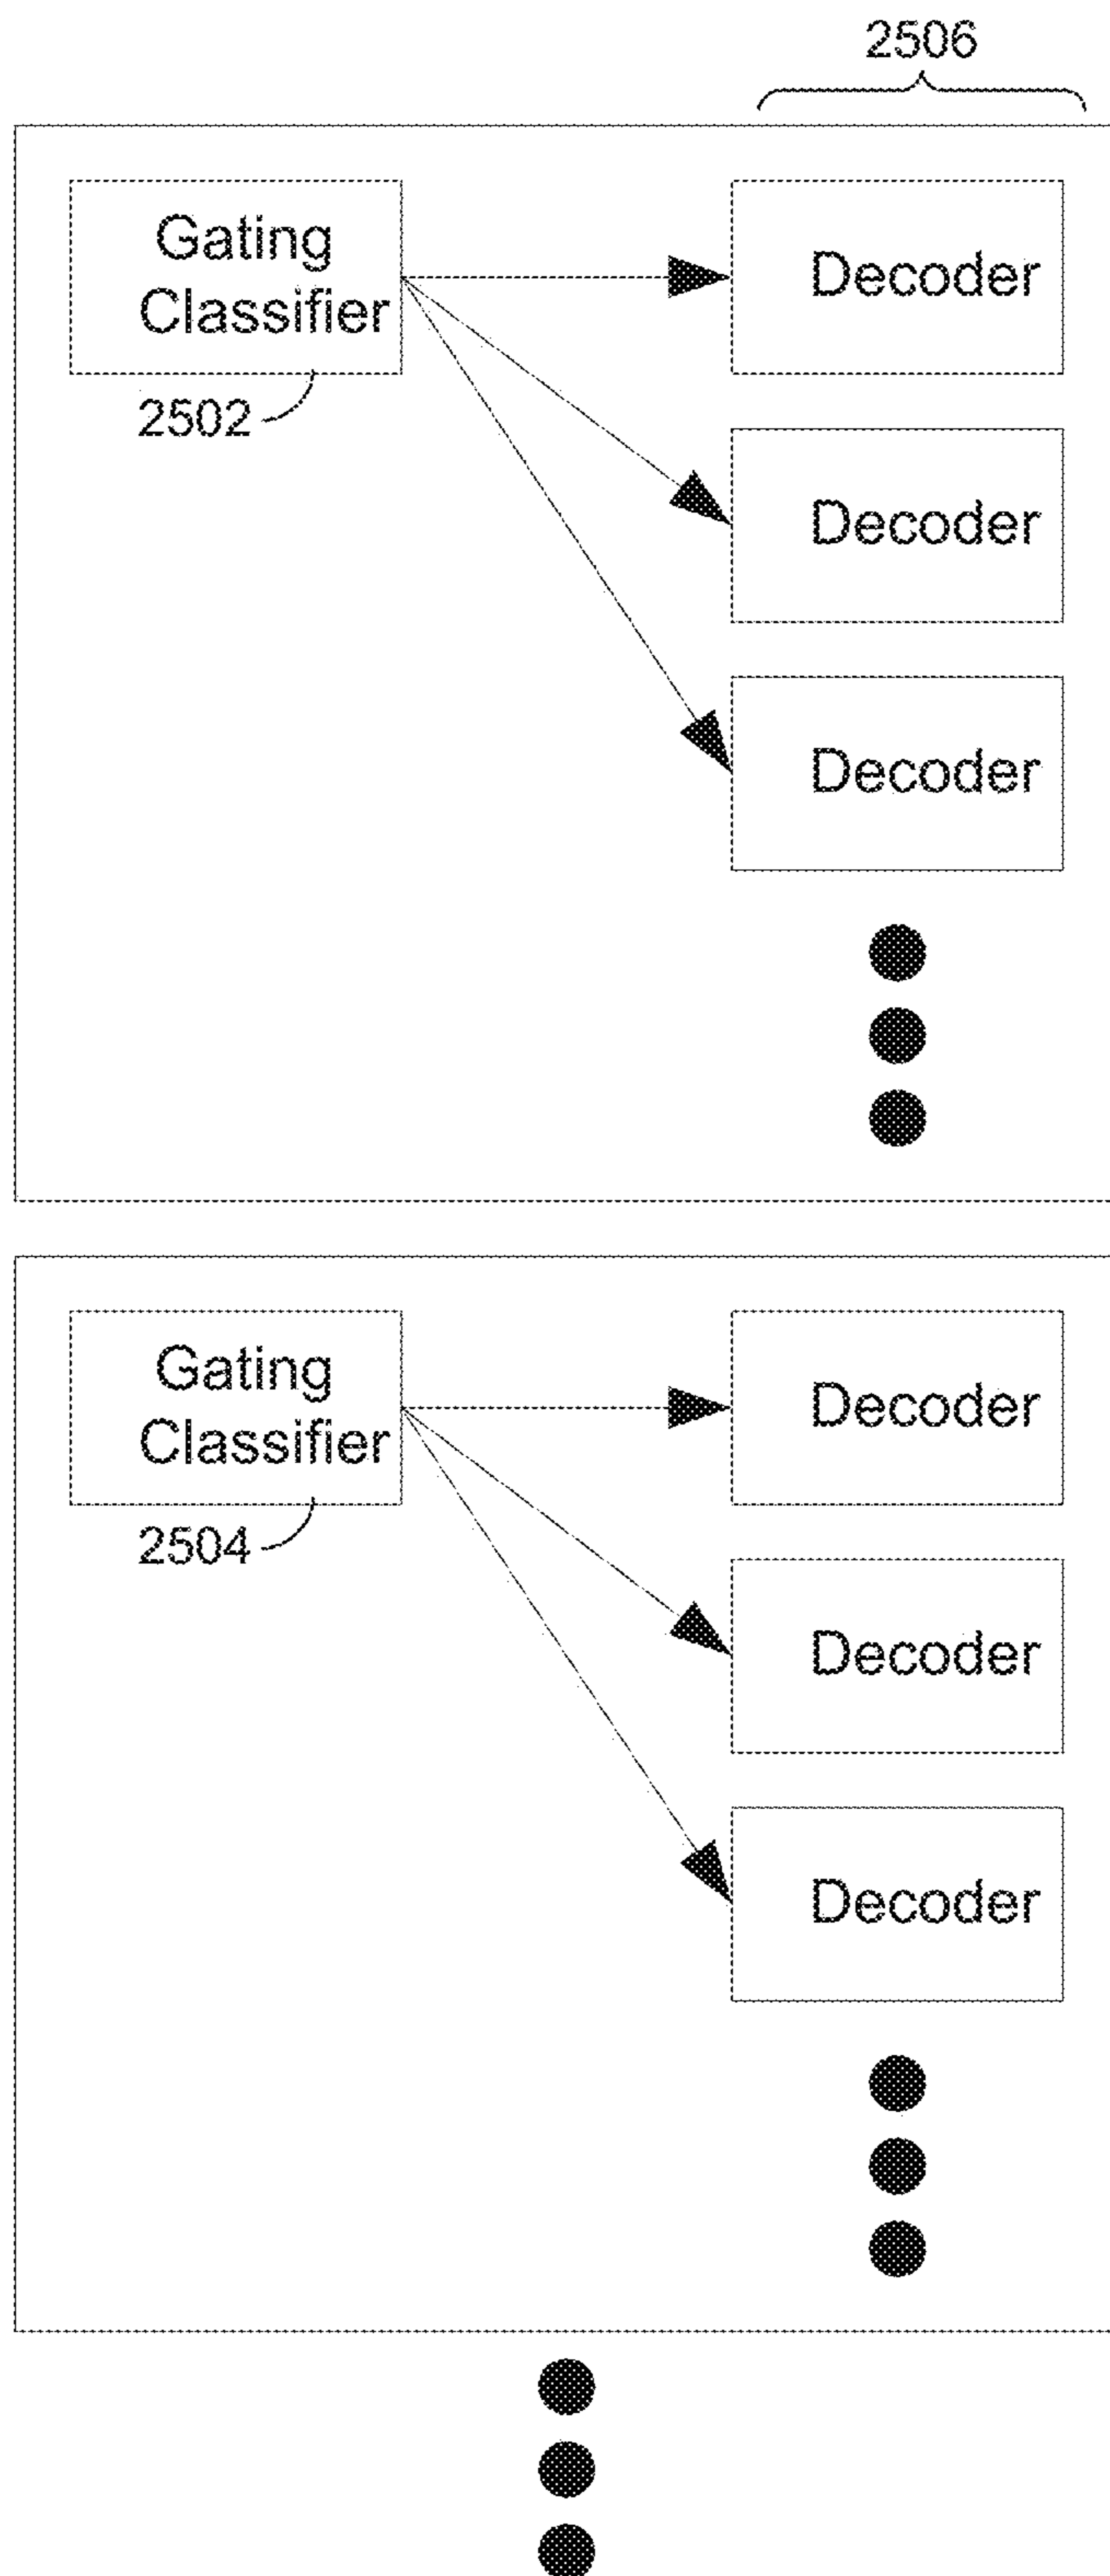 2506
Gating
Classifier
2502
Decoder
Decoder
Decoder
Gating
Classifier
2504
Decoder
Decoder
Decoder